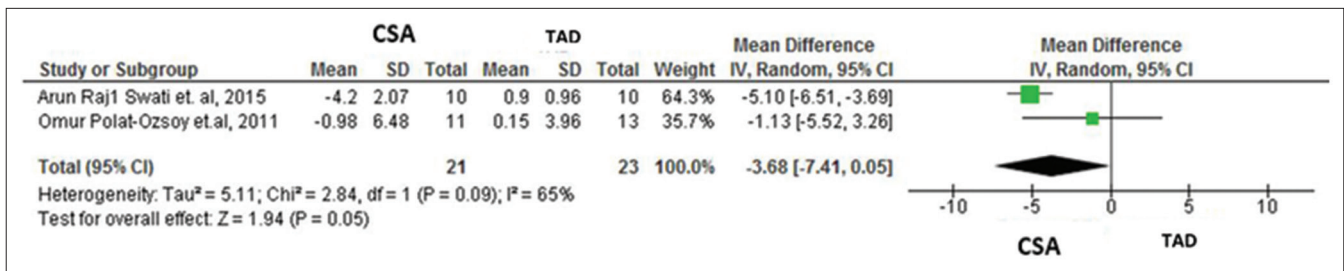 CSA TAD Mean Difference Mean Difference
Study or Subgroup Mean SD Total Mean SD Total Weight IV, Random, 95% CI IV, Random, 95% CI
Arun Raj1 Swati et. al, 2015 -4.2 2.07 10 0.9 0.96 10 64.3% -5.10 [-6.51, -3.69]
Omur Polat-Ozsoy et.al, 2011 -0.98 6.48 11 0.15 3.96 13 35.7% -1.13 [-5.52, 3.26]
Total (95% CI) 21 23 100.0% -3.68 [-7.41, 0.05]
Heterogeneity: Tau² = 5.11; Chi² = 2.84, df = 1 (P = 0.09); I² = 65%
Test for overall effect: Z = 1.94 (P = 0.05)
-10 -5 0 5 10
CSA TAD